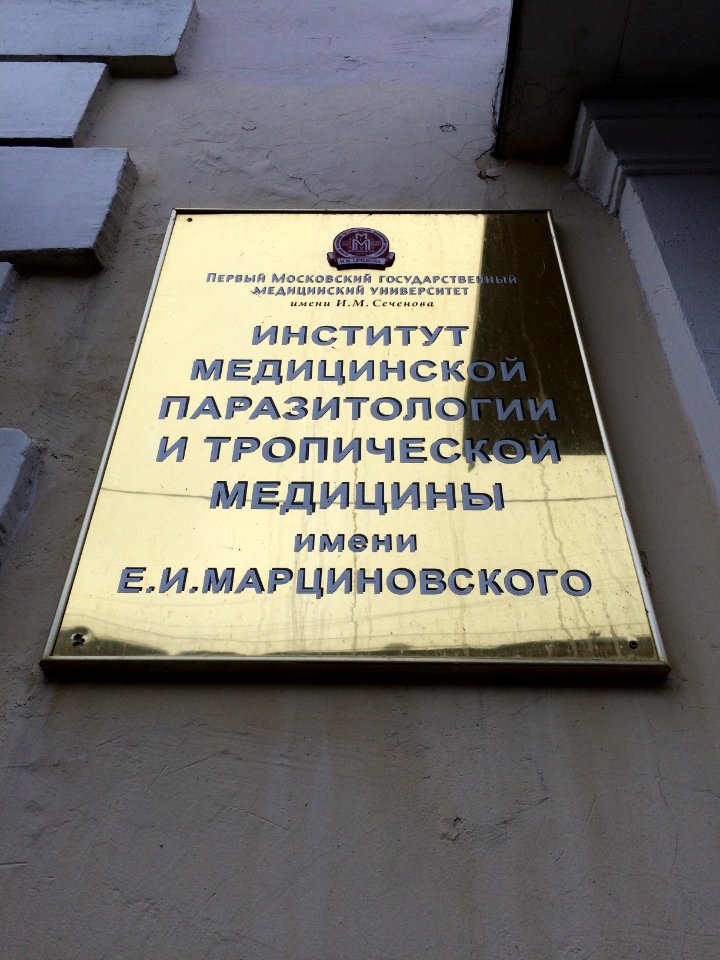 Первый Московский государственный
медицинский университет
имени И.М. Сеченова
ИНСТИТУТ
МЕДИЦИНСКОЙ
ПАРАЗИТОЛОГИИ
И ТРОПИЧЕСКОЙ
МЕДИЦИНЫ
имени
Е.И.МАРЦИНОВСКОГО